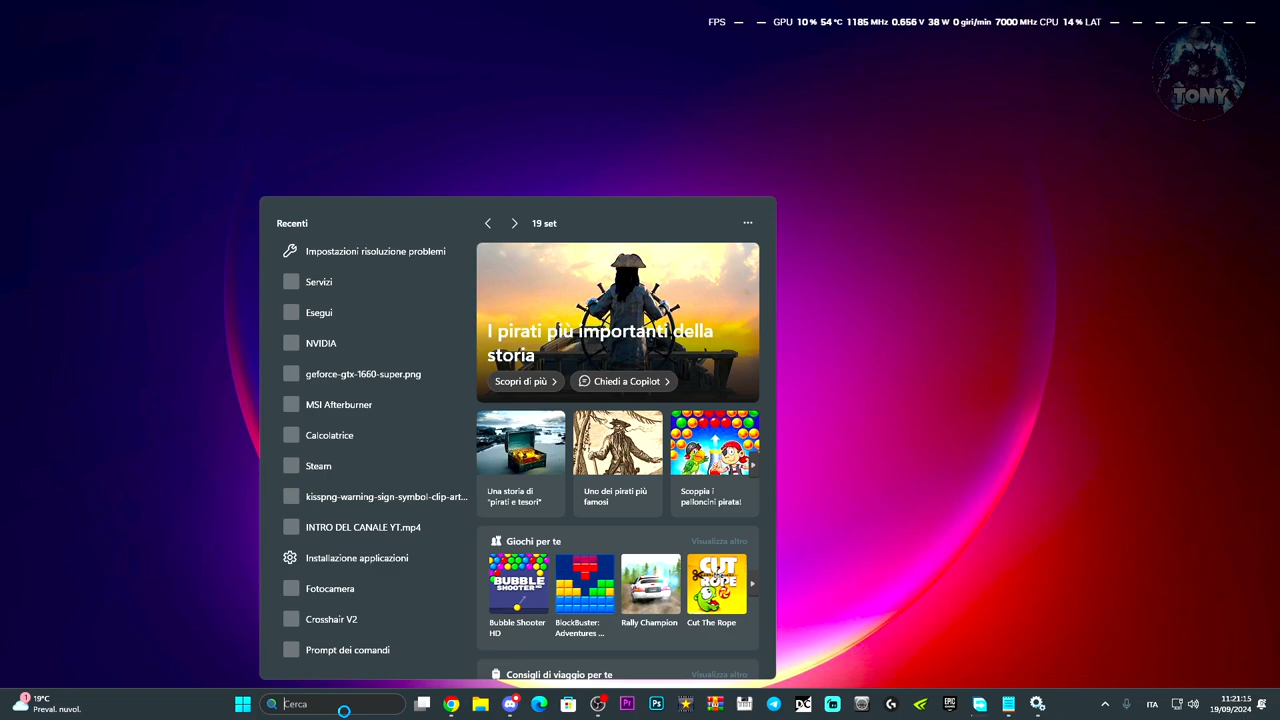 FPS — — GPU 10 % 54 °C 1185 MHz 0.656 V 38 W 0 giri/min 7000 MHz CPU 14 % LAT — — — — — — —
TONY
Recenti
Impostazioni risoluzione problemi
Servizi
Esegui
NVIDIA
geforce-gtx-1660-super.png
MSI Afterburner
Calcolatrice
Steam
kisspng-warning-sign-symbol-clip-art...
INTRO DEL CANALE YT.mp4
Installazione applicazioni
Fotocamera
Crosshair V2
Prompt dei comandi
19 set
I pirati più importanti della
storia
Scopri di più
Chiedi a Copilot
Una storia di
"pirati e tesori"
Uno dei pirati più
famosi
Scoppia i
palloncini pirata!
Giochi per te
Visualizza altro
BUBBLE
SHOOTER HD
CUT
ROPE
Bubble Shooter
HD
BlockBuster:
Adventures ...
Rally Champion
Cut The Rope
Consigli di viaggio per te
Visualizza altro
1
19°C
Preval. nuvol.
Cerca
Pr
Ps
DC
EPIC
ITA
11:21:15
19/09/2024